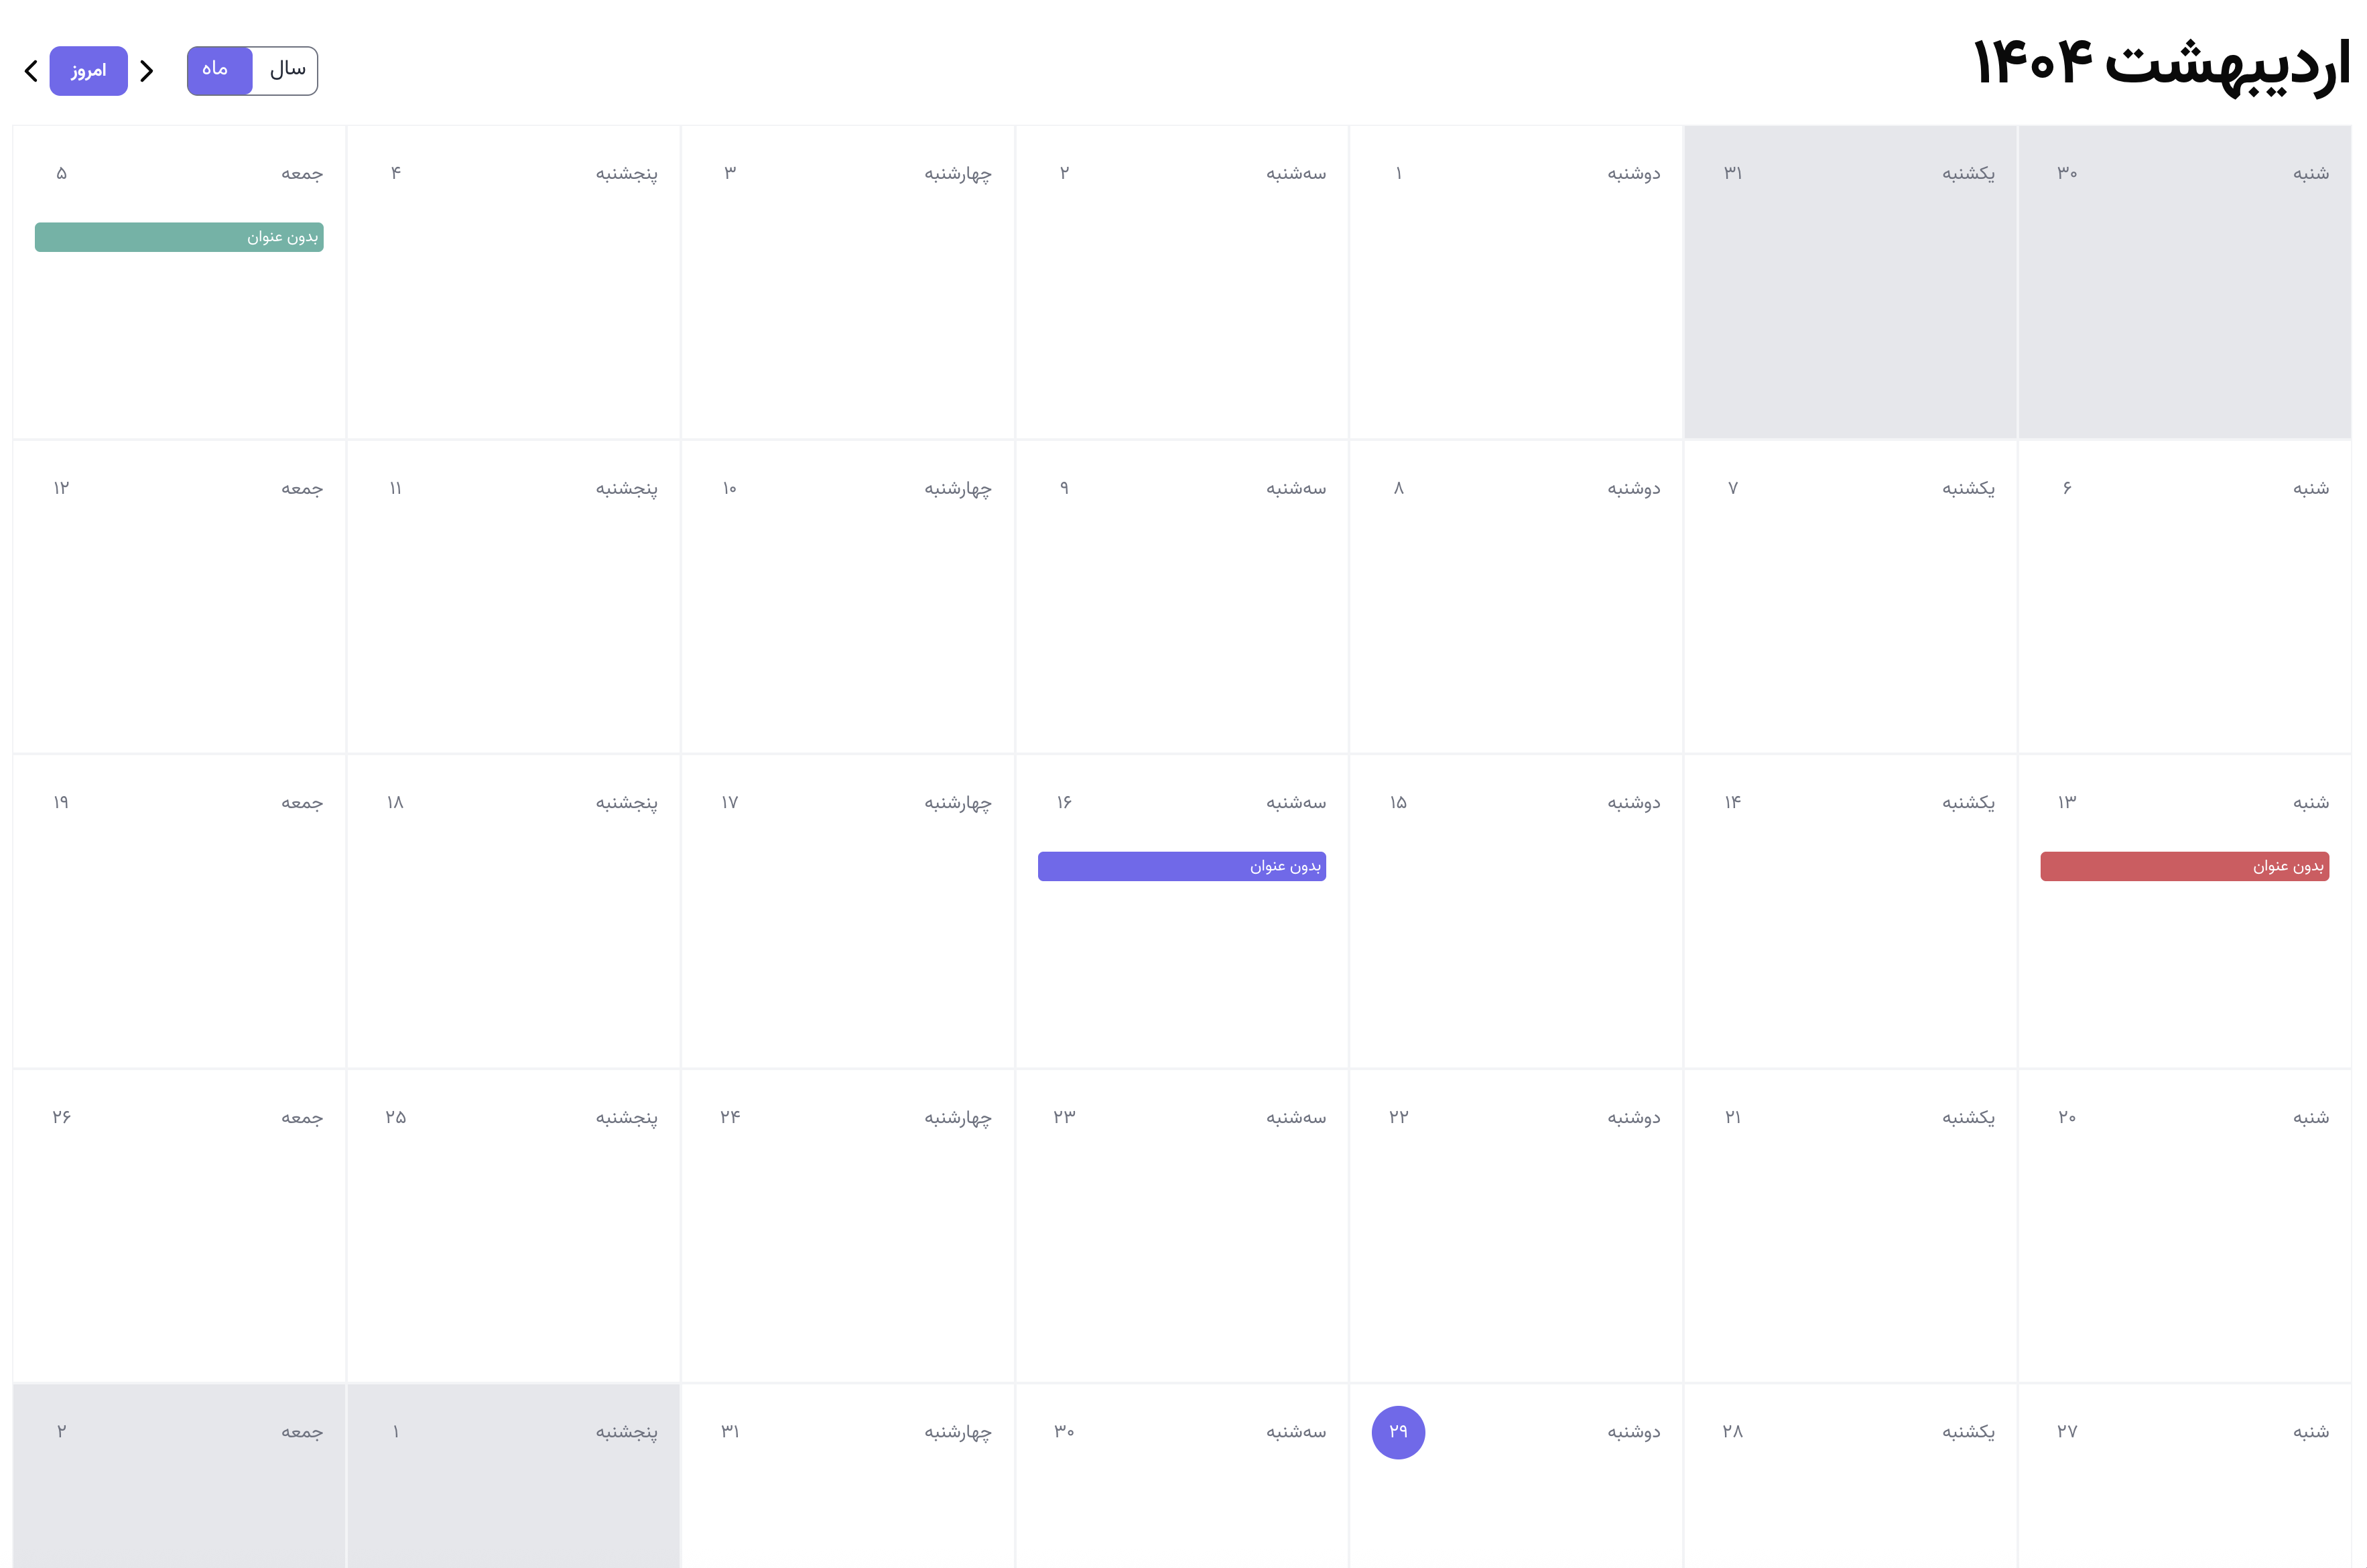 اردیبهشت ۱۴۰۴
سال ماه امروز
شنبه ۳۰ یکشنبه ۳۱ دوشنبه ۱ سه‌شنبه ۲ چهارشنبه ۳ پنجشنبه ۴ جمعه ۵
بدون عنوان
شنبه ۶ یکشنبه ۷ دوشنبه ۸ سه‌شنبه ۹ چهارشنبه ۱۰ پنجشنبه ۱۱ جمعه ۱۲
شنبه ۱۳ یکشنبه ۱۴ دوشنبه ۱۵ سه‌شنبه ۱۶ چهارشنبه ۱۷ پنجشنبه ۱۸ جمعه ۱۹
بدون عنوان بدون عنوان
شنبه ۲۰ یکشنبه ۲۱ دوشنبه ۲۲ سه‌شنبه ۲۳ چهارشنبه ۲۴ پنجشنبه ۲۵ جمعه ۲۶
شنبه ۲۷ یکشنبه ۲۸ دوشنبه ۲۹ سه‌شنبه ۳۰ چهارشنبه ۳۱ پنجشنبه ۱ جمعه ۲